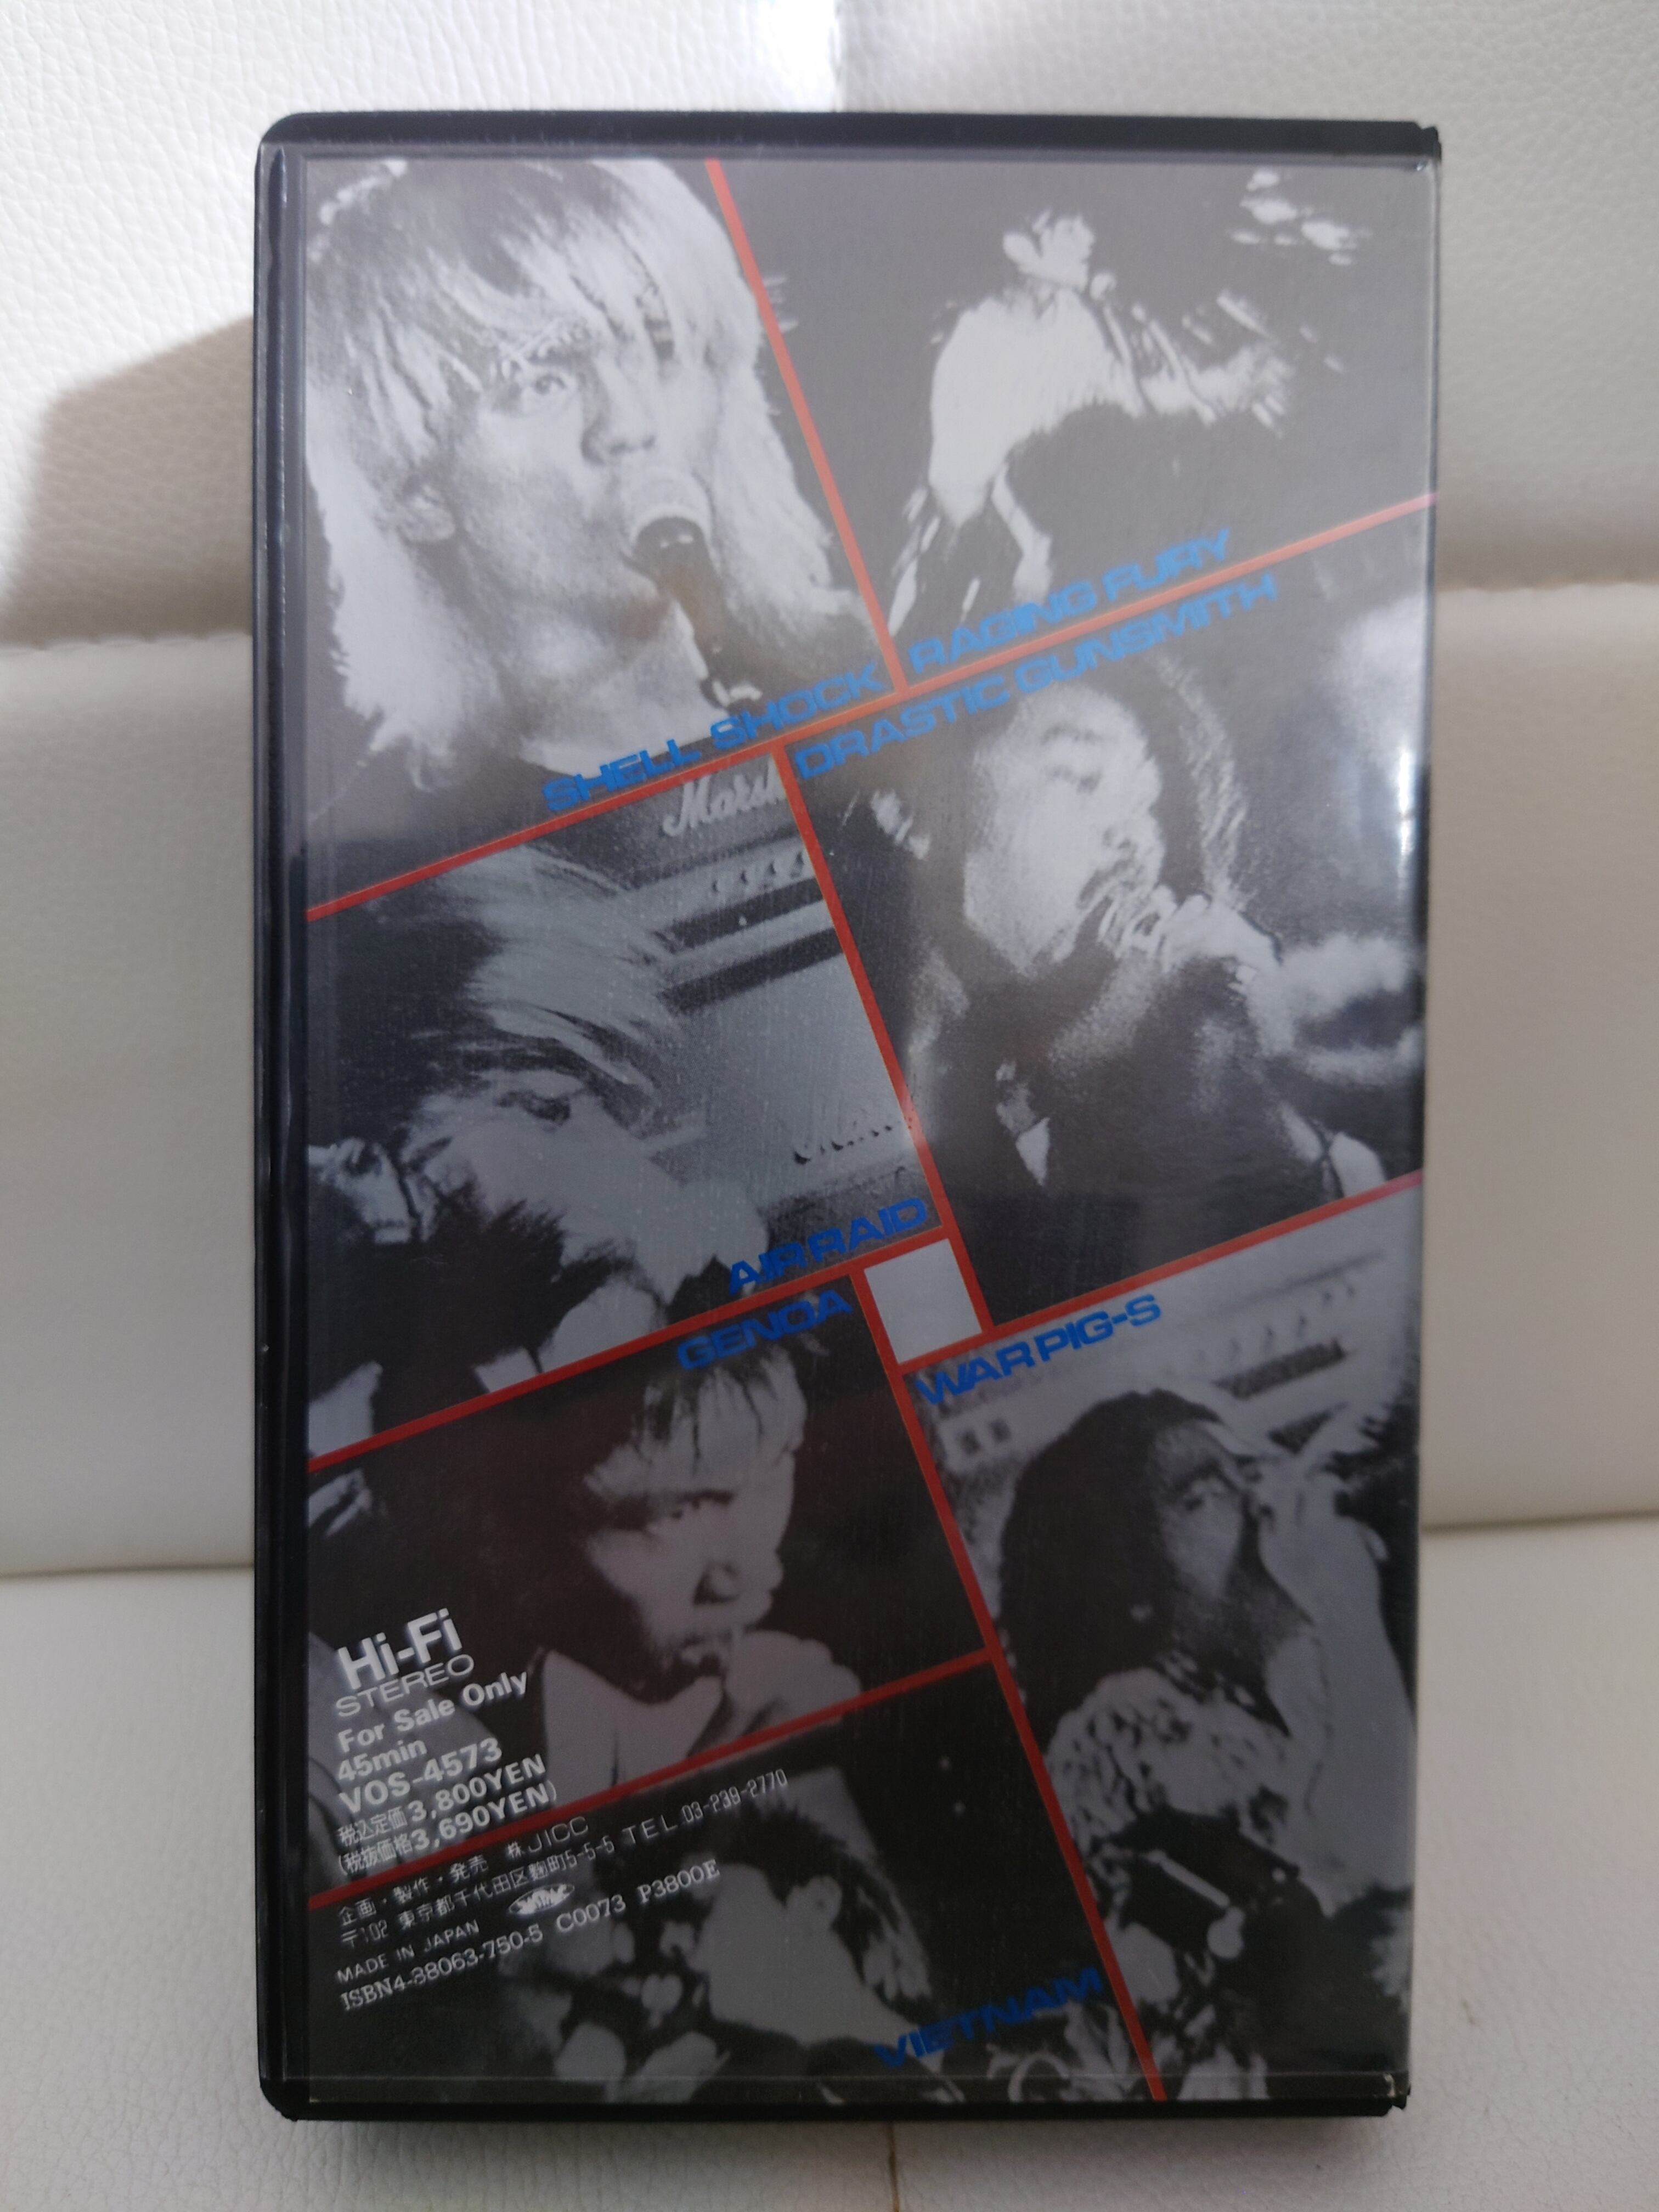 SHELL SHOCK
RAGING FURY
DRASTIC GUNSMITH
Marsh
AIR RAID
GENOA
WAR PIG-S
Hi-Fi
STEREO
For Sale Only
45min
VOS-4573
税込定価3,800YEN
(税抜価格3,690YEN)
企画・製作・発売 株JICC
〒102 東京都千代田区麴町5-5-5 TEL.03-239-2770
MADE IN JAPAN
ISBN4-88063-750-5 C0073 P3800E
VIETNAM